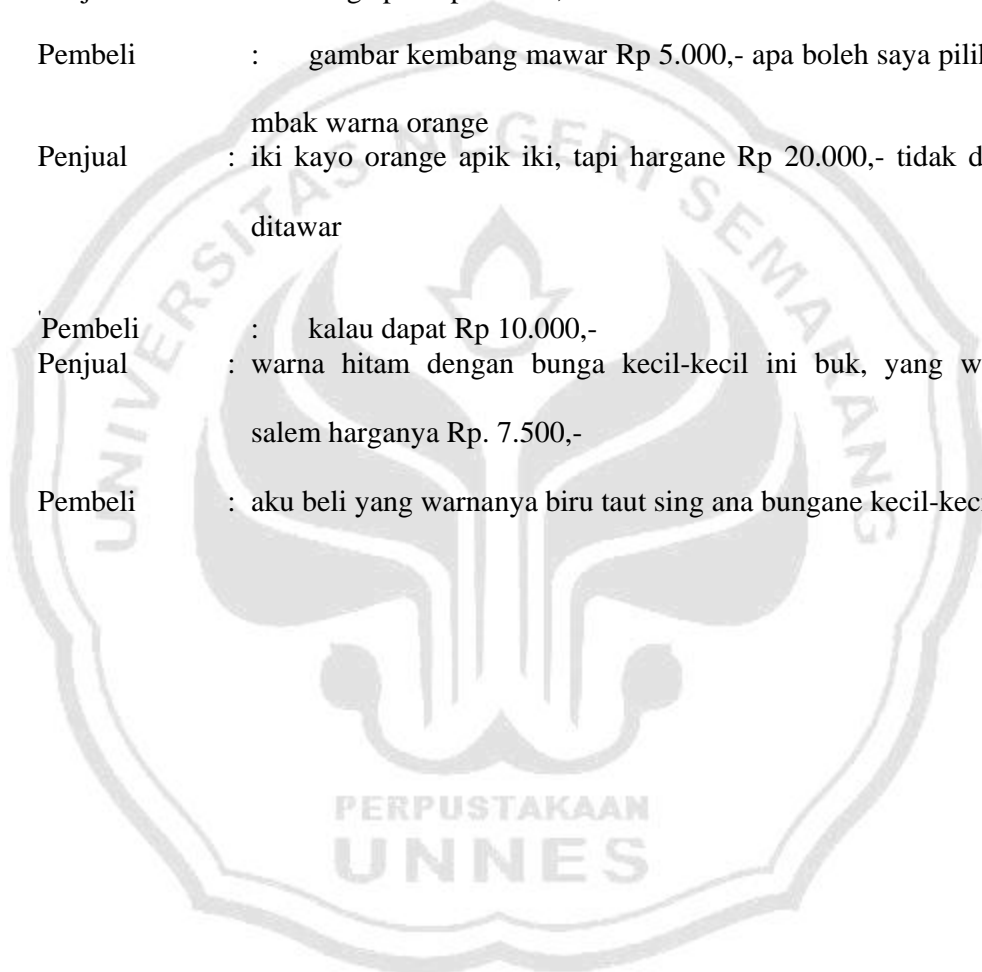 Pembeli : gambar kembang mawar Rp 5.000,- apa boleh saya
mbak warna orange
Penjual : iki kayo orange apik iki, tapi hargane Rp 20.000,- tidak
ditawar
Pembeli : kalau dapat Rp 10.000,-
Penjual : warna hitam dengan bunga kecil-kecil ini buk, yang
salem harganya Rp. 7.500,-
Pembeli : aku beli yang warnanya biru taut sing ana bungane
UNIVERSITAS NEGERI SEMARANG
PERPUSTAKAAN
UNNES